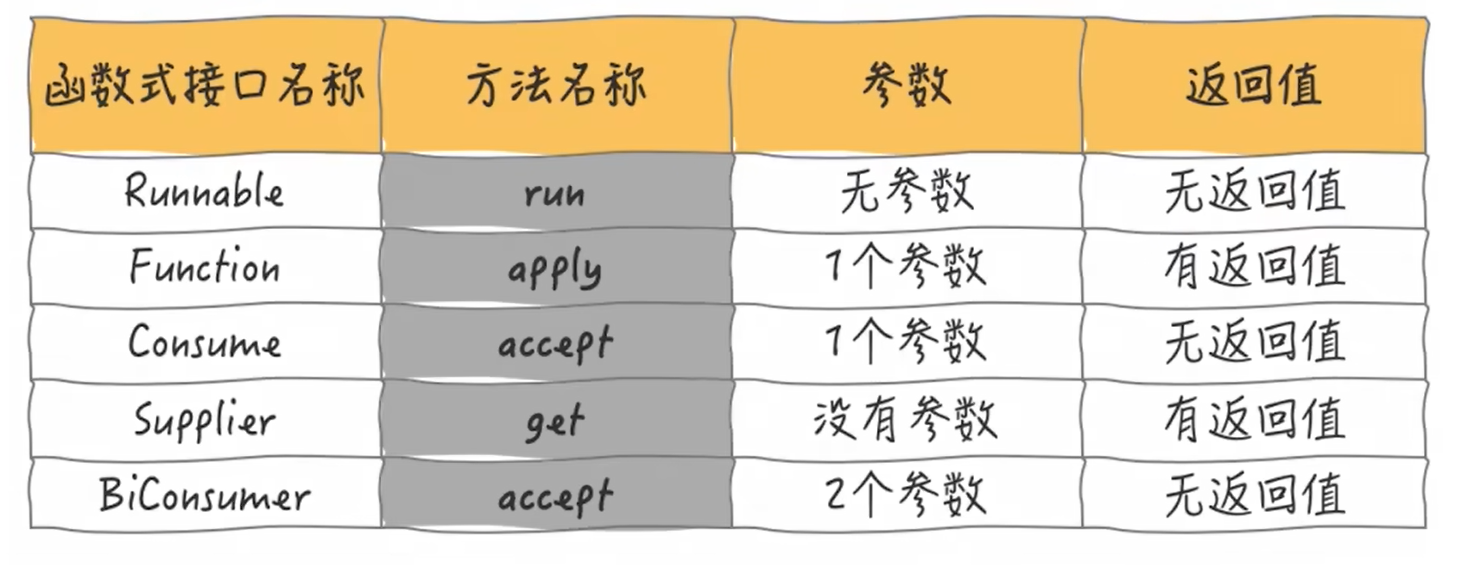 函数式接口名称 方法名称 参数 返回值
Runnable run 无参数 无返回值
Function apply 1个参数 有返回值
Consume accept 1个参数 无返回值
Supplier get 没有参数 有返回值
BiConsumer accept 2个参数 无返回值